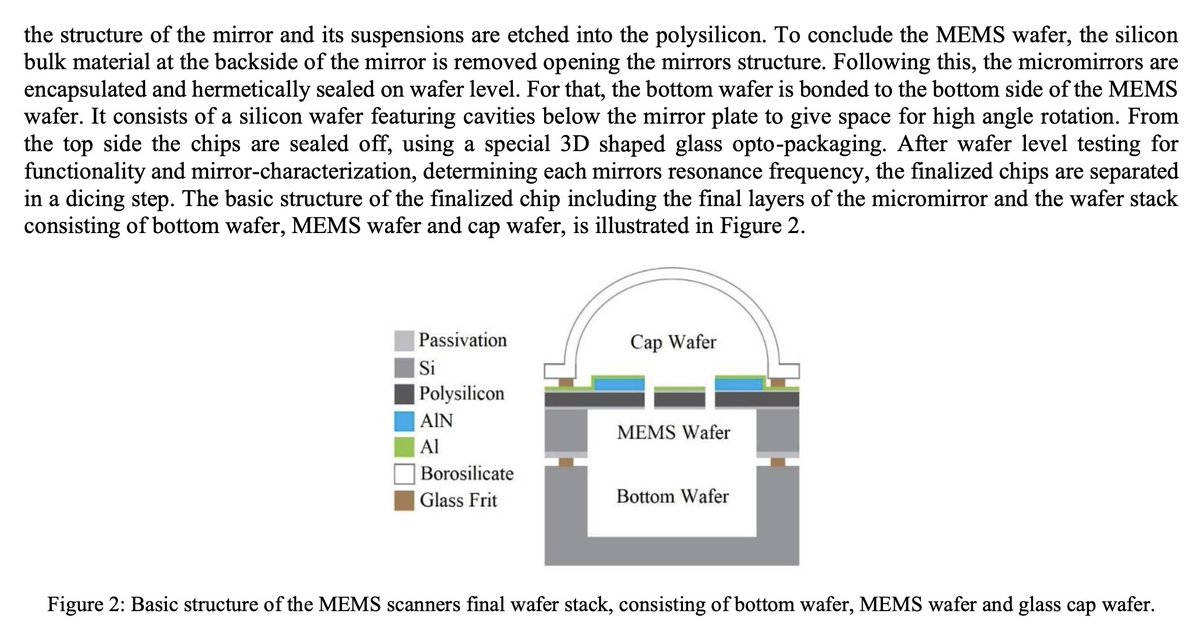 the structure of the mirror and its suspensions are etched into the polysilicon. To conclude the MEMS wafer, the silicon
bulk material at the backside of the mirror is removed opening the mirrors structure. Following this, the micromirrors are
encapsulated and hermetically sealed on wafer level. For that, the bottom wafer is bonded to the bottom side of the MEMS
wafer. It consists of a silicon wafer featuring cavities below the mirror plate to give space for high angle rotation. From
the top side the chips are sealed off, using a special 3D shaped glass opto-packaging. After wafer level testing for
functionality and mirror-characterization, determining each mirrors resonance frequency, the finalized chips are separated
in a dicing step. The basic structure of the finalized chip including the final layers of the micromirror and the wafer stack
consisting of bottom wafer, MEMS wafer and cap wafer, is illustrated in Figure 2.
Passivation
Si
Polysilicon
AlN
Al
Borosilicate
Glass Frit
Cap Wafer
MEMS Wafer
Bottom Wafer
Figure 2: Basic structure of the MEMS scanners final wafer stack, consisting of bottom wafer, MEMS wafer and glass cap wafer.